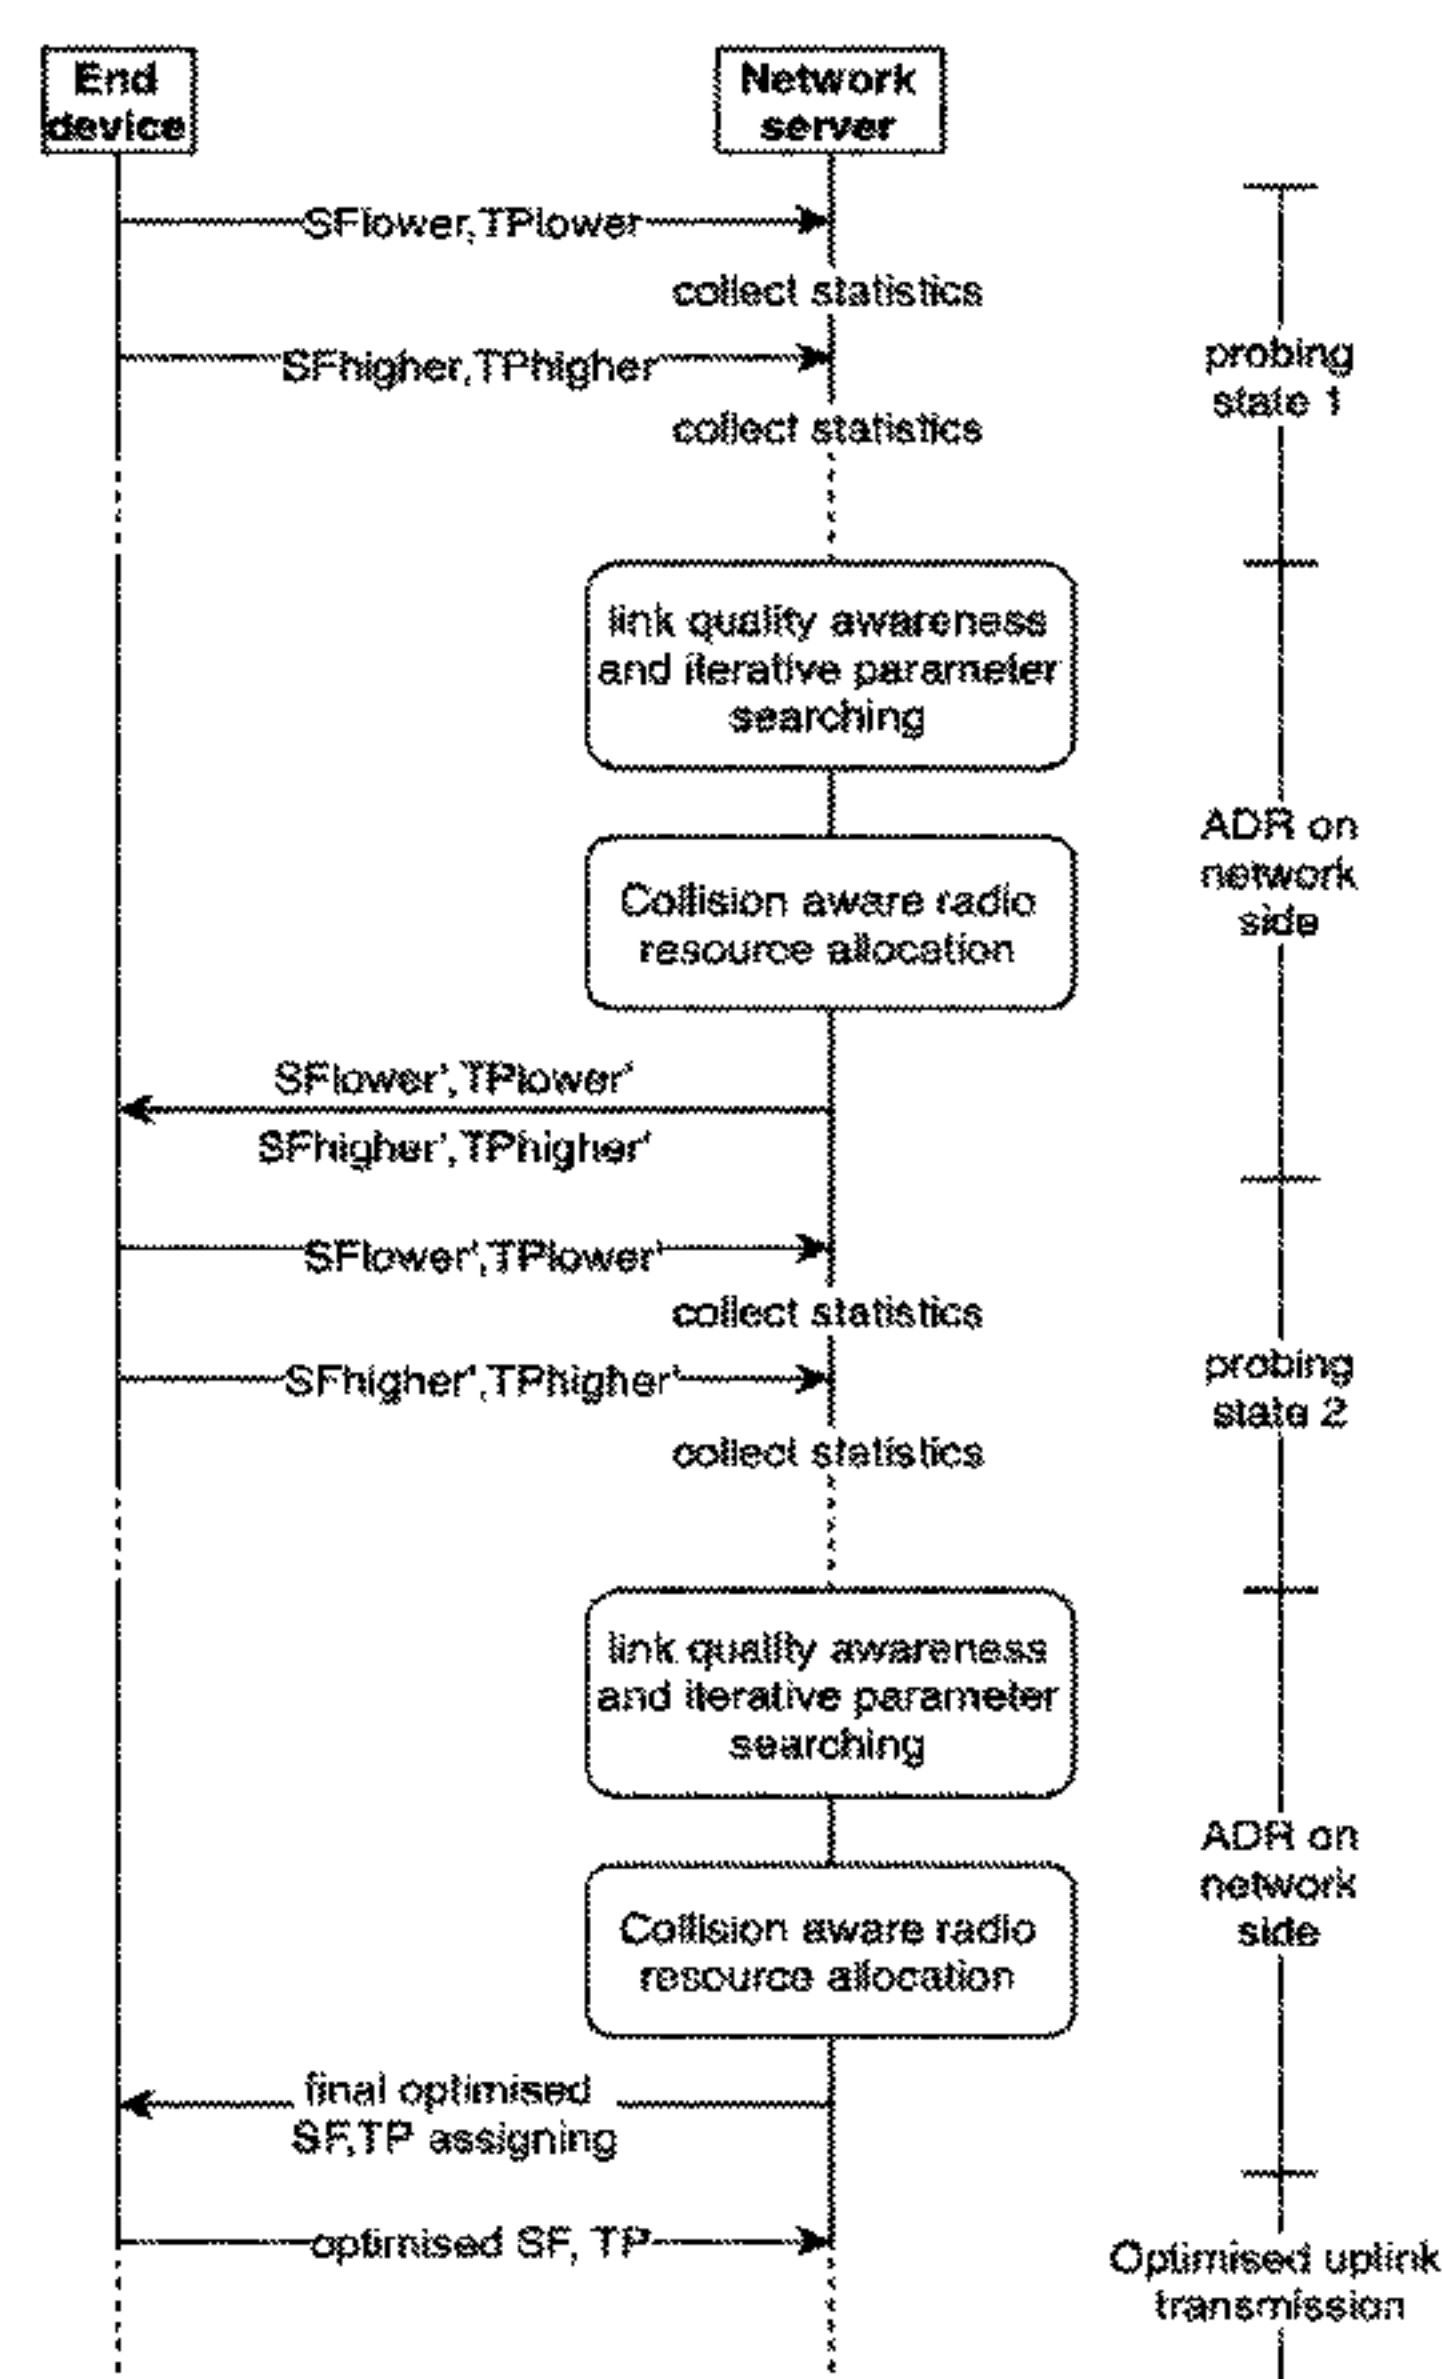 End
device
Network
server
SFlower,TPlower
collect statistics
SFhigher,TPhigher
collect statistics
probing
state 1
link quality awareness
and iterative parameter
searching
Collision aware radio
resource allocation
ADR on
network
side
SFlower',TPlower'
SFhigher',TPhigher'
SFlower',TPlower'
collect statistics
SFhigher',TPhigher'
collect statistics
probing
state 2
link quality awareness
and iterative parameter
searching
Collision aware radio
resource allocation
ADR on
network
side
final optimised
SF,TP assigning
optimised SF, TP
Optimised uplink
transmission